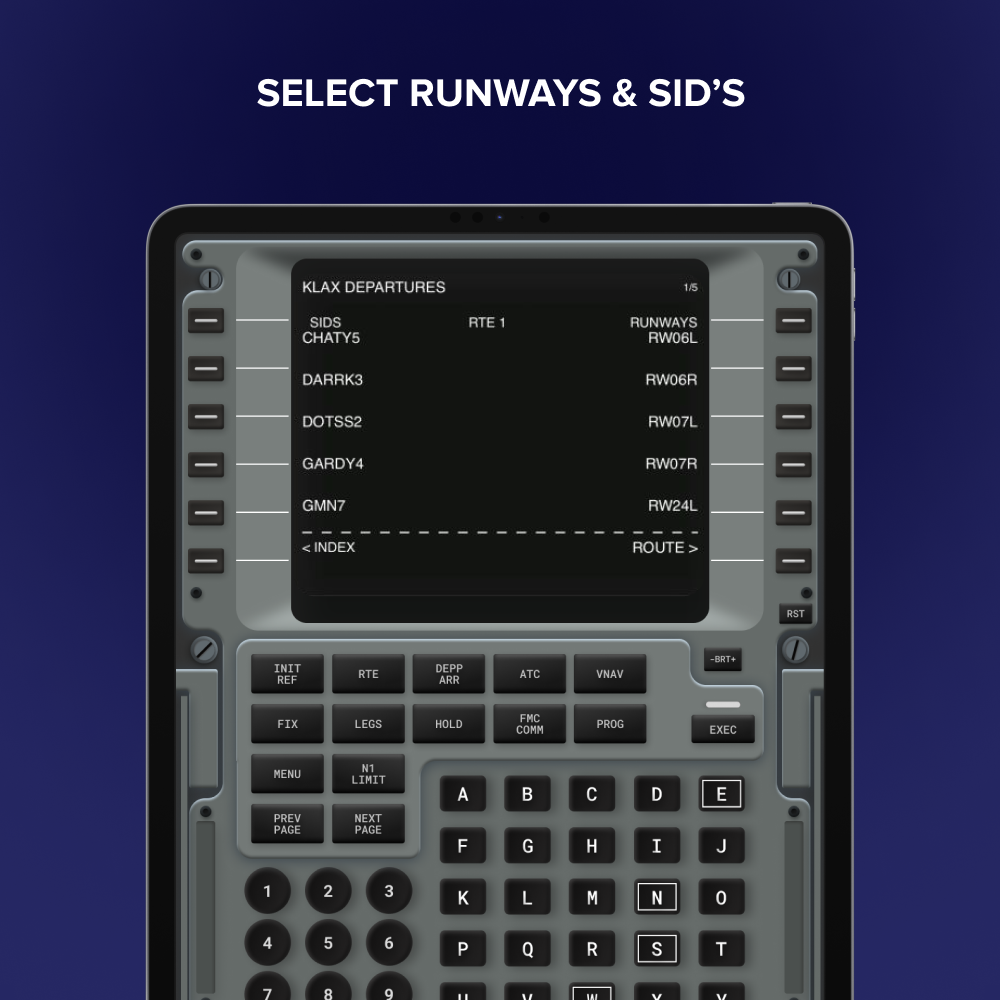 SELECT RUNWAYS & SID’S
KLAX DEPARTURES 1/5
SIDS RTE 1 RUNWAYS
CHATY5 RW06L
DARRK3 RW06R
DOTSS2 RW07L
GARDY4 RW07R
GMN7 RW24L
< INDEX ROUTE >
RST
-BRT+
INIT REF RTE DEPP ARR ATC VNAV
FIX LEGS HOLD FMC COMM PROG EXEC
MENU N1 LIMIT
PREV PAGE NEXT PAGE
A B C D E
F G H I J
1 2 3 K L M N O
4 5 6 P Q R S T
7 8 9 U V W X Y